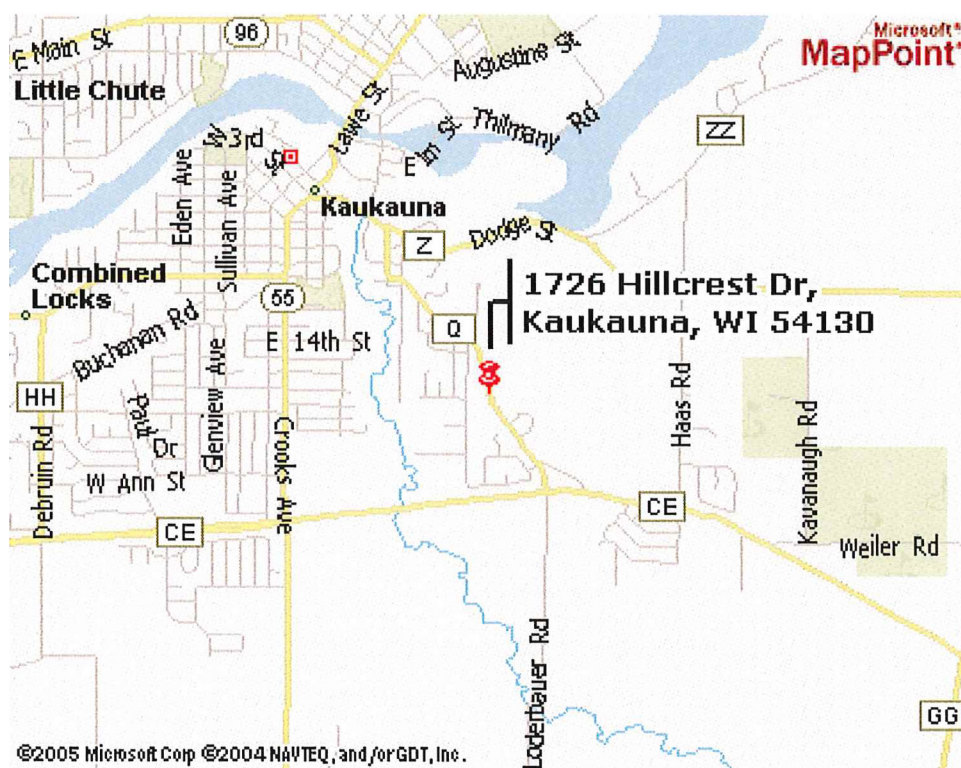 E Main St
96
Microsoft®
MapPoint®
Little Chute
Augustine St
Lawe St
W 3rd St
Elm St
Thilmany Rd
ZZ
Eden Ave
Sullivan Ave
Kaukauna
Z
Dodge St
Combined
Locks
55
1726 Hillcrest Dr,
Kaukauna, WI 54130
Buchanan Rd
E 14th St
Q
HH
Park Dr
Glenview Ave
Crooks Ave
Haas Rd
Kavanaugh Rd
Debruin Rd
W Ann St
CE
CE
Weiler Rd
Loderbauer Rd
GG
©2005 Microsoft Corp ©2004 NAVTEQ, and/or GDT, Inc.